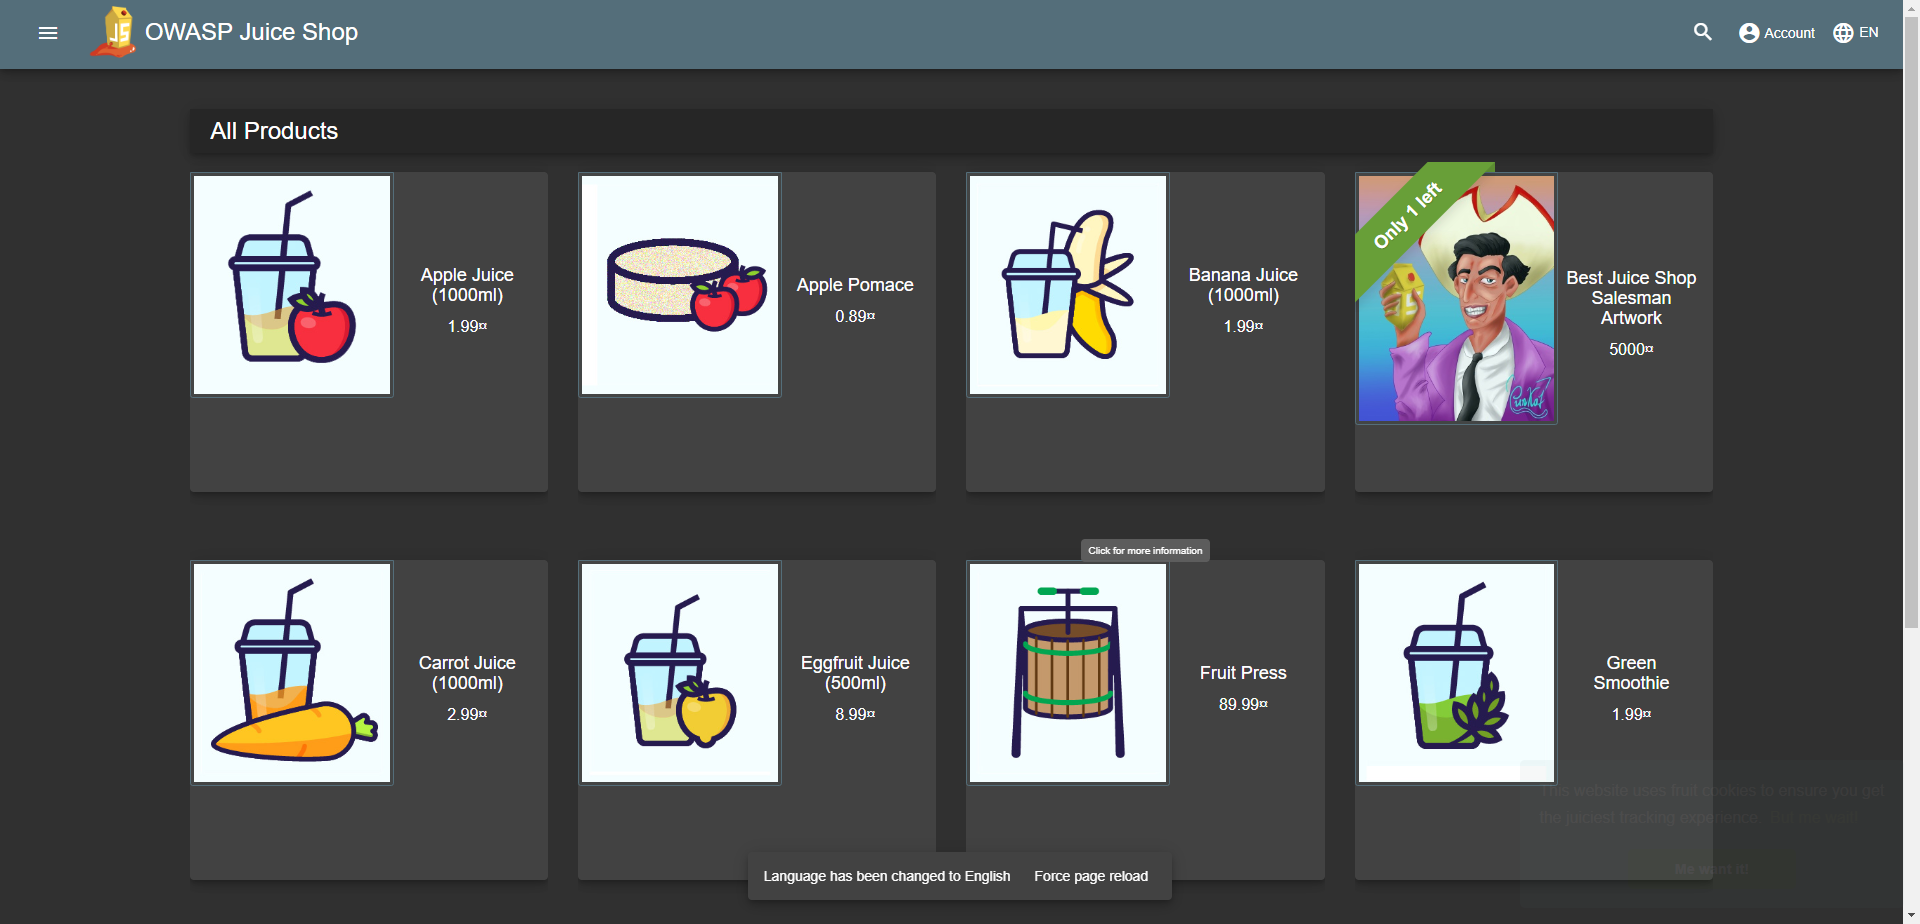 OWASP Juice Shop
Account
EN
All Products
Apple Juice
(1000ml)
1.99¤
Apple Pomace
0.89¤
Banana Juice
(1000ml)
1.99¤
Only 1 left
Best Juice Shop
Salesman
Artwork
5000¤
Click for more information
Carrot Juice
(1000ml)
2.99¤
Eggfruit Juice
(500ml)
8.99¤
Fruit Press
89.99¤
Green
Smoothie
1.99¤
This website uses fruit cookies to ensure you get
the juiciest tracking experience. But me wait!
Me want it!
Language has been changed to English
Force page reload